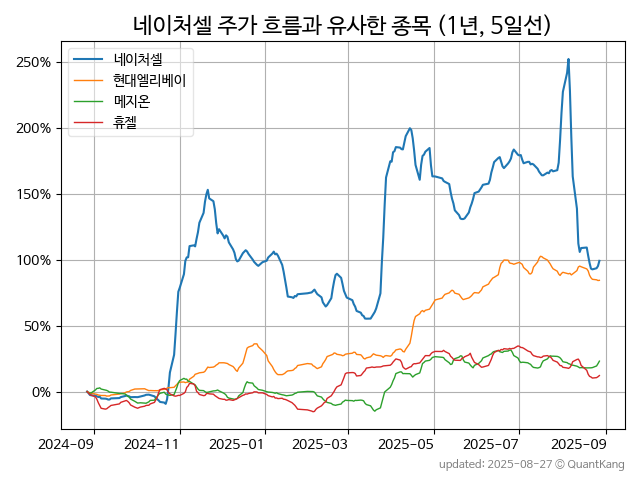 네이처셀 주가 흐름과 유사한 종목 (1년, 5일선)
네이처셀
현대엘리베이
메지온
휴젤
250%
200%
150%
100%
50%
0%
2024-09 2024-11 2025-01 2025-03 2025-05 2025-07 2025-09
updated: 2025-08-27 © QuantKang